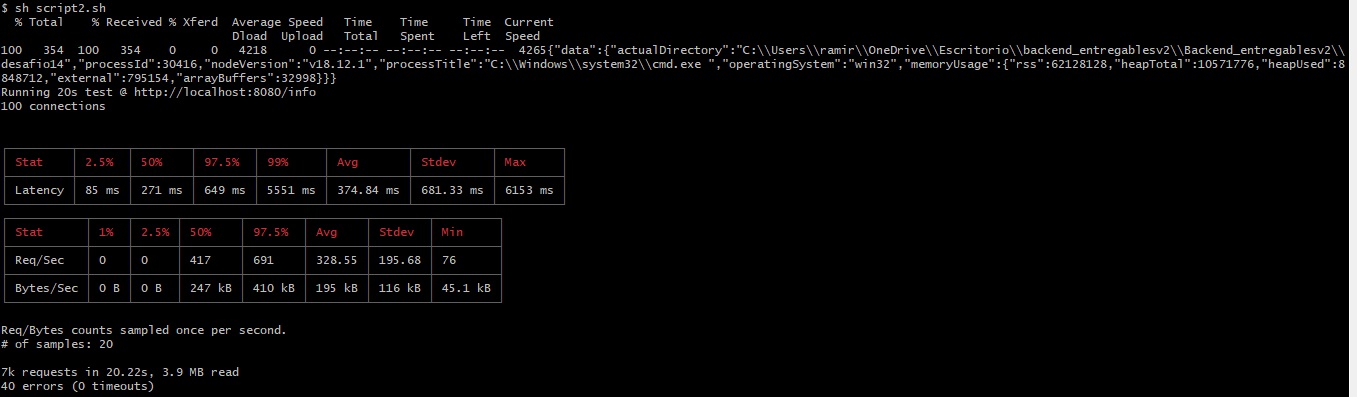 $ sh script2.sh
% Total % Received % Xferd Average Speed Time Time Time Current
Dload Upload Total Spent Left Speed
100 354 100 354 0 0 4218 0 --:--:-- --:--:-- --:--:-- 4265{"data":{"actualDirectory":"C:\\Users\\ramir\\OneDrive\\Escritorio\\backend_entregablesv2\\Backend_entregablesv2\\
desafio14","processId":30416,"nodeVersion":"v18.12.1","processTitle":"C:\\Windows\\system32\\cmd.exe ","operatingSystem":"win32","memoryUsage":{"rss":62128128,"heapTotal":10571776,"heapUsed":8
848712,"external":795154,"arrayBuffers":32998}}}
Running 20s test @ http://localhost:8080/info
100 connections
Stat 2.5% 50% 97.5% 99% Avg Stdev Max
Latency 85 ms 271 ms 649 ms 5551 ms 374.84 ms 681.33 ms 6153 ms
Stat 1% 2.5% 50% 97.5% Avg Stdev Min
Req/Sec 0 0 417 691 328.55 195.68 76
Bytes/Sec 0 B 0 B 247 kB 410 kB 195 kB 116 kB 45.1 kB
Req/Bytes counts sampled once per second.
# of samples: 20
7k requests in 20.22s, 3.9 MB read
40 errors (0 timeouts)